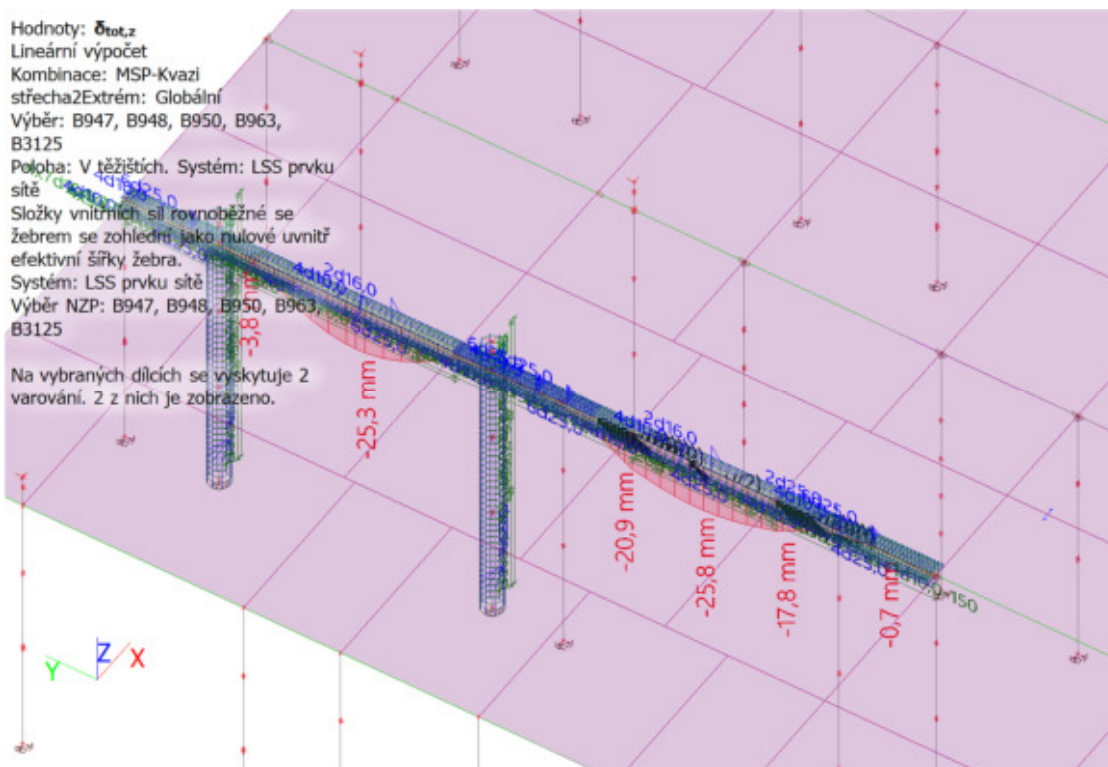 Hodnoty: δtot,z
Lineární výpočet
Kombinace: MSP-Kvazi
střecha2Extrém: Globální
Výběr: B947, B948, B950, B963,
B3125
Poloha: V těžištích. Systém: LSS prvku
sítě
Složky vnitřních sil rovnoběžné se
žebrem se zohlední jako nulové uvnitř
efektivní šířky žebra.
Systém: LSS prvku sítě
Výběr NZP: B947, B948, B950, B963,
B3125
Na vybraných dílcích se vyskytuje 2
varování. 2 z nich je zobrazeno.
2d16,0
4d10,0
-3,8 mm
-25,3 mm
2d16,0
2d25,0
-20,9 mm
-25,8 mm
-17,8 mm
-0,7 mm
Z
X
Y